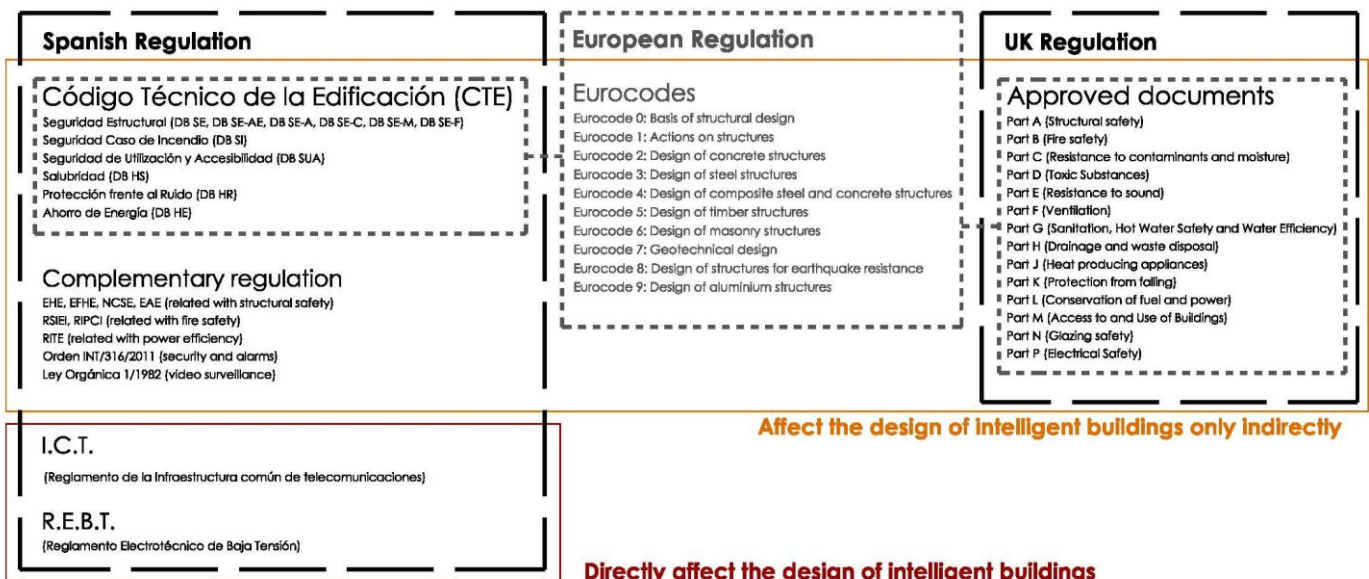 Spanish Regulation
Código Técnico de la Edificación (CTE)
Seguridad Estructural (DB SE, DB SE-AE, DB SE-A, DB SE-C, DB SE-M, DB SE-F)
Seguridad Caso de Incendio (DB SI)
Seguridad de Utilización y Accesibilidad (DB SUA)
Salubridad (DB HS)
Protección frente al Ruido (DB HR)
Ahorro de Energía (DB HE)
Complementary regulation
EHE, EFHE, NCSE, EAE (related with structural safety)
RSIEI, RIPCI (related with fire safety)
RITE (related with power efficiency)
Orden INT/316/2011 (security and alarms)
Ley Orgánica 1/1982 (video surveillance)
I.C.T.
(Reglamento de la Infraestructura común de telecomunicaciones)
R.E.B.T.
(Reglamento Electrotécnico de Baja Tensión)
European Regulation
Eurocodes
Eurocode 0: Basis of structural design
Eurocode 1: Actions on structures
Eurocode 2: Design of concrete structures
Eurocode 3: Design of steel structures
Eurocode 4: Design of composite steel and concrete structures
Eurocode 5: Design of timber structures
Eurocode 6: Design of masonry structures
Eurocode 7: Geotechnical design
Eurocode 8: Design of structures for earthquake resistance
Eurocode 9: Design of aluminium structures
UK Regulation
Approved documents
Part A (Structural safety)
Part B (Fire safety)
Part C (Resistance to contaminants and moisture)
Part D (Toxic Substances)
Part E (Resistance to sound)
Part F (Ventilation)
Part G (Sanitation, Hot Water Safety and Water Efficiency)
Part H (Drainage and waste disposal)
Part J (Heat producing appliances)
Part K (Protection from falling)
Part L (Conservation of fuel and power)
Part M (Access to and Use of Buildings)
Part N (Glazing safety)
Part P (Electrical Safety)
Affect the design of intelligent buildings only indirectly
Directly affect the design of intelligent buildings